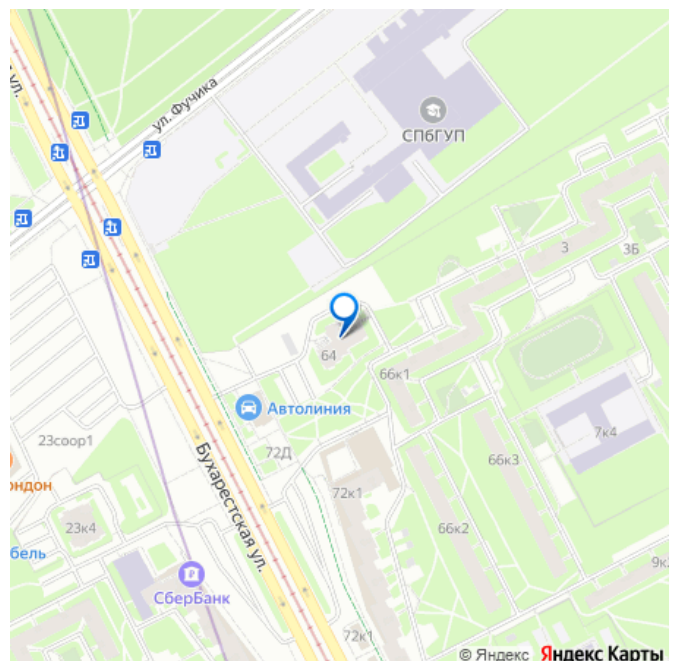 ул.
ул. Фучика
СПбГУП
3
3Б
64
66к1
Автолиния
7к4
23соор1
72Д
66к3
ондон
Бухарестская ул.
72к1
23к4
66к2
бель
9к.
СберБанк
72к1
© Яндекс Яндекс Карты